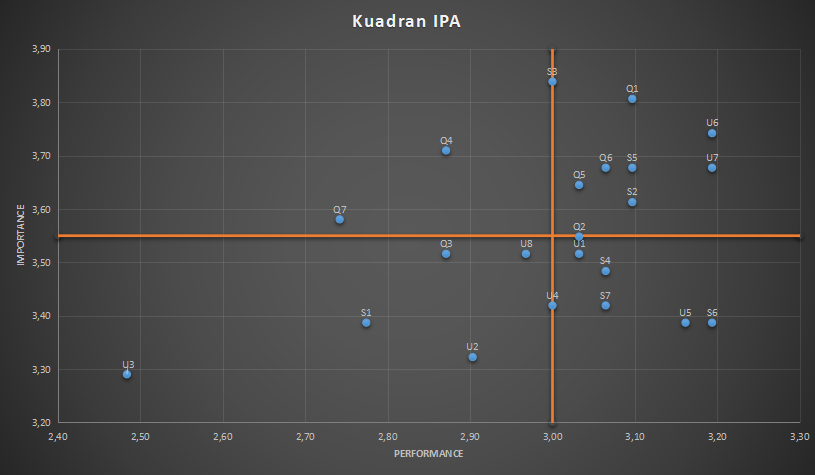 Kuadran IPA
3,90
S3
Q1
3,80
U6
Q4
3,70
Q6 S5 U7
Q5
S2
Q7
3,60
Q2
IMPORTANCE
Q3 U8 U1
3,50
S4
U4 S7
3,40
S1 U5 S6
U2
U3
3,30
3,20
2,40 2,50 2,60 2,70 2,80 2,90 3,00 3,10 3,20 3,30
PERFORMANCE